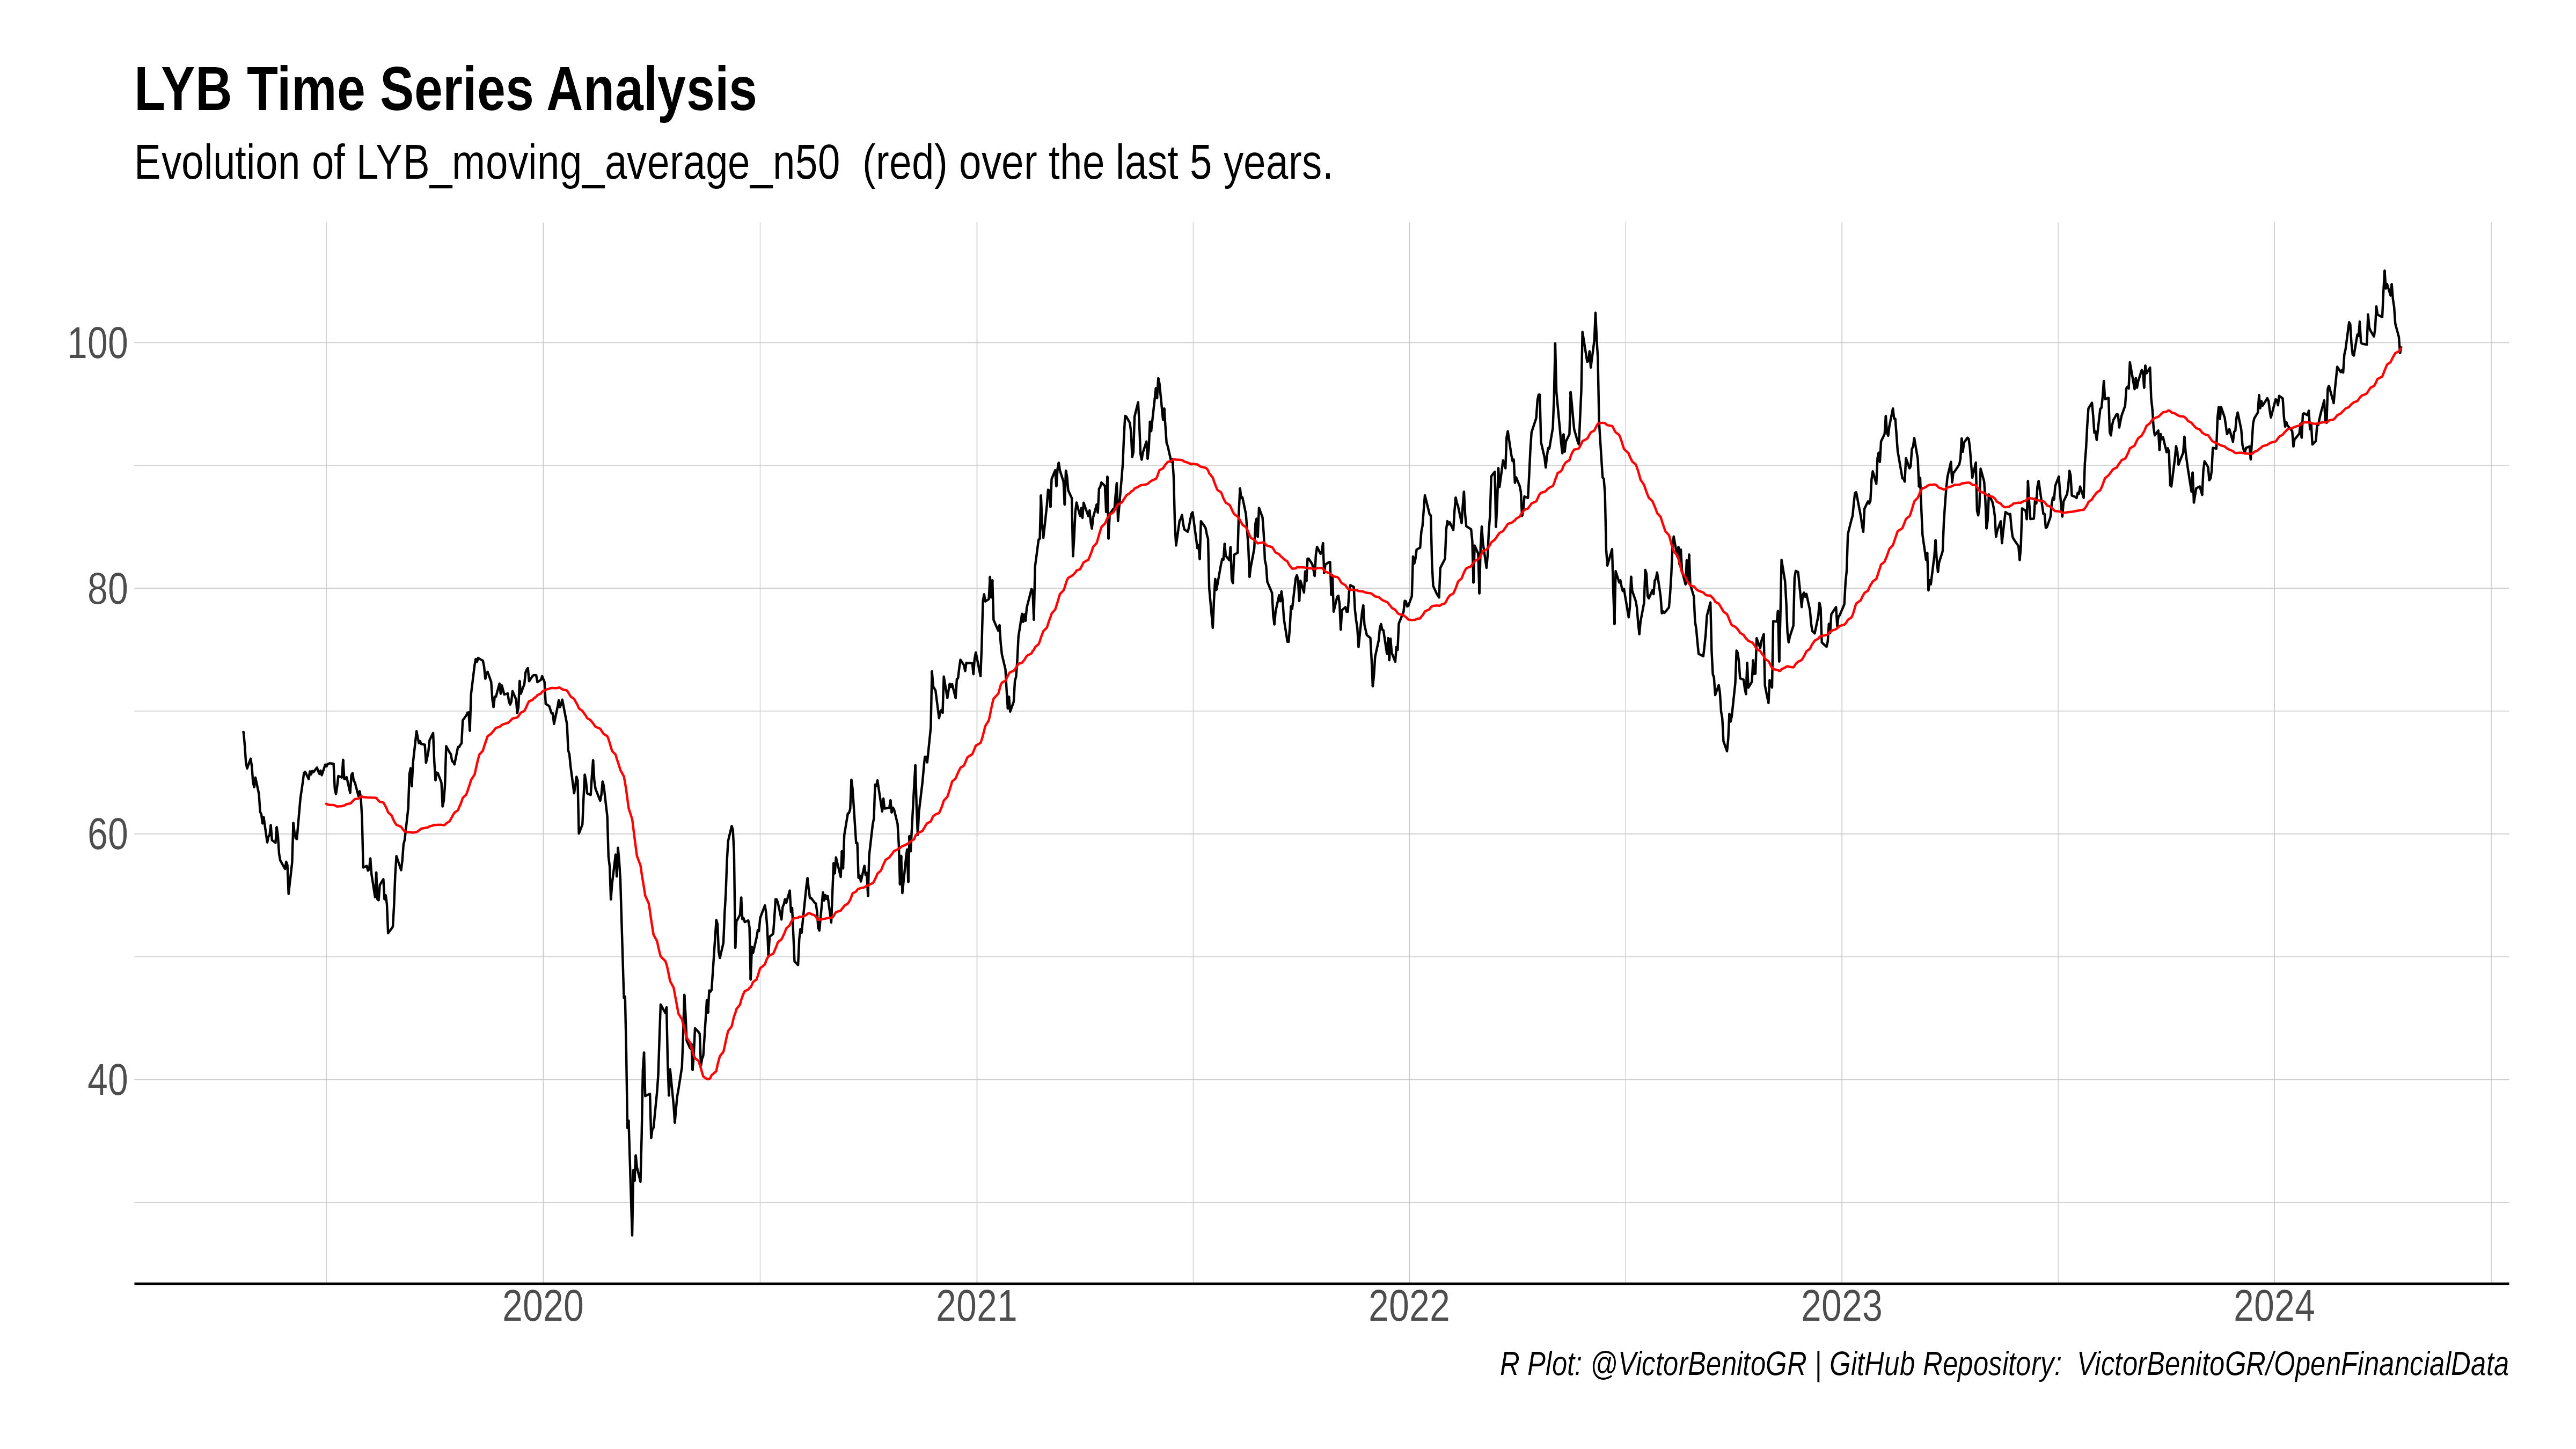 LYB Time Series Analysis
Evolution of LYB_moving_average_n50  (red) over the last 5 years.
100
80
60
40
2020 2021 2022 2023 2024
R Plot: @VictorBenitoGR | GitHub Repository:  VictorBenitoGR/OpenFinancialData